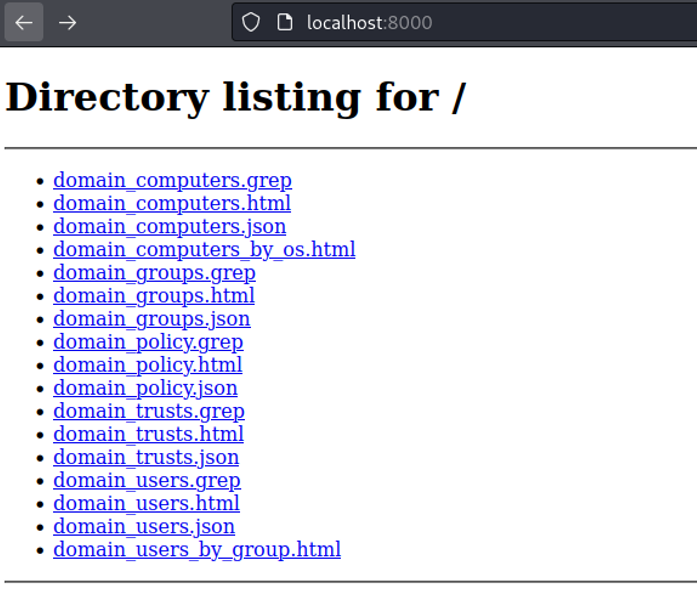 localhost:8000
Directory listing for /
domain_computers.grep
domain_computers.html
domain_computers.json
domain_computers_by_os.html
domain_groups.grep
domain_groups.html
domain_groups.json
domain_policy.grep
domain_policy.html
domain_policy.json
domain_trusts.grep
domain_trusts.html
domain_trusts.json
domain_users.grep
domain_users.html
domain_users.json
domain_users_by_group.html